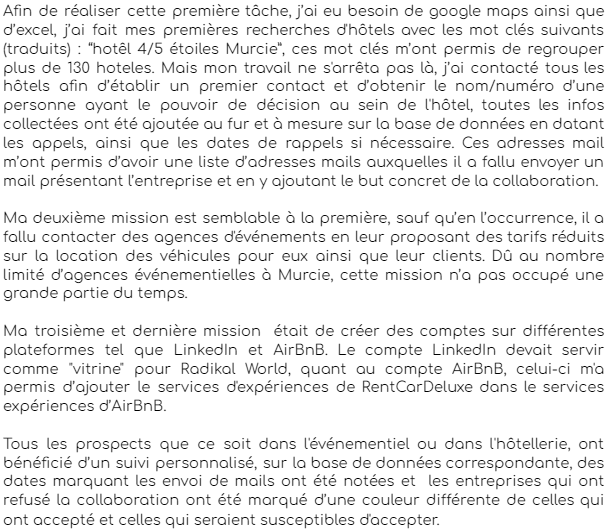 Afin de réaliser cette première tâche, j'ai eu besoin de google maps ainsi que
d'excel, j'ai fait mes premières recherches d'hôtels avec les mot clés suivants
(traduits) : "hotêl 4/5 étoiles Murcie", ces mot clés m'ont permis de regrouper
plus de 130 hoteles. Mais mon travail ne s'arrêta pas là, j'ai contacté tous les
hôtels afin d'établir un premier contact et d'obtenir le nom/numéro d'une
personne ayant le pouvoir de décision au sein de l'hôtel, toutes les infos
collectées ont été ajoutée au fur et à mesure sur la base de données en datant
les appels, ainsi que les dates de rappels si nécessaire. Ces adresses mail
m'ont permis d'avoir une liste d'adresses mails auxquelles il a fallu envoyer un
mail présentant l'entreprise et en y ajoutant le but concret de la collaboration.

Ma deuxième mission est semblable à la première, sauf qu'en l'occurrence, il a
fallu contacter des agences d'événements en leur proposant des tarifs réduits
sur la location des véhicules pour eux ainsi que leur clients. Dû au nombre
limité d'agences événementielles à Murcie, cette mission n'a pas occupé une
grande partie du temps.

Ma troisième et dernière mission était de créer des comptes sur différentes
plateformes tel que LinkedIn et AirBnB. Le compte LinkedIn devait servir
comme "vitrine" pour Radikal World, quant au compte AirBnB, celui-ci m'a
permis d'ajouter le services d'expériences de RentCarDeluxe dans le services
expériences d'AirBnB.

Tous les prospects que ce soit dans l'événementiel ou dans l'hôtellerie, ont
bénéficié d'un suivi personnalisé, sur la base de données correspondante, des
dates marquant les envoi de mails ont été notées et les entreprises qui ont
refusé la collaboration ont été marqué d'une couleur différente de celles qui
ont accepté et celles qui seraient susceptibles d'accepter.